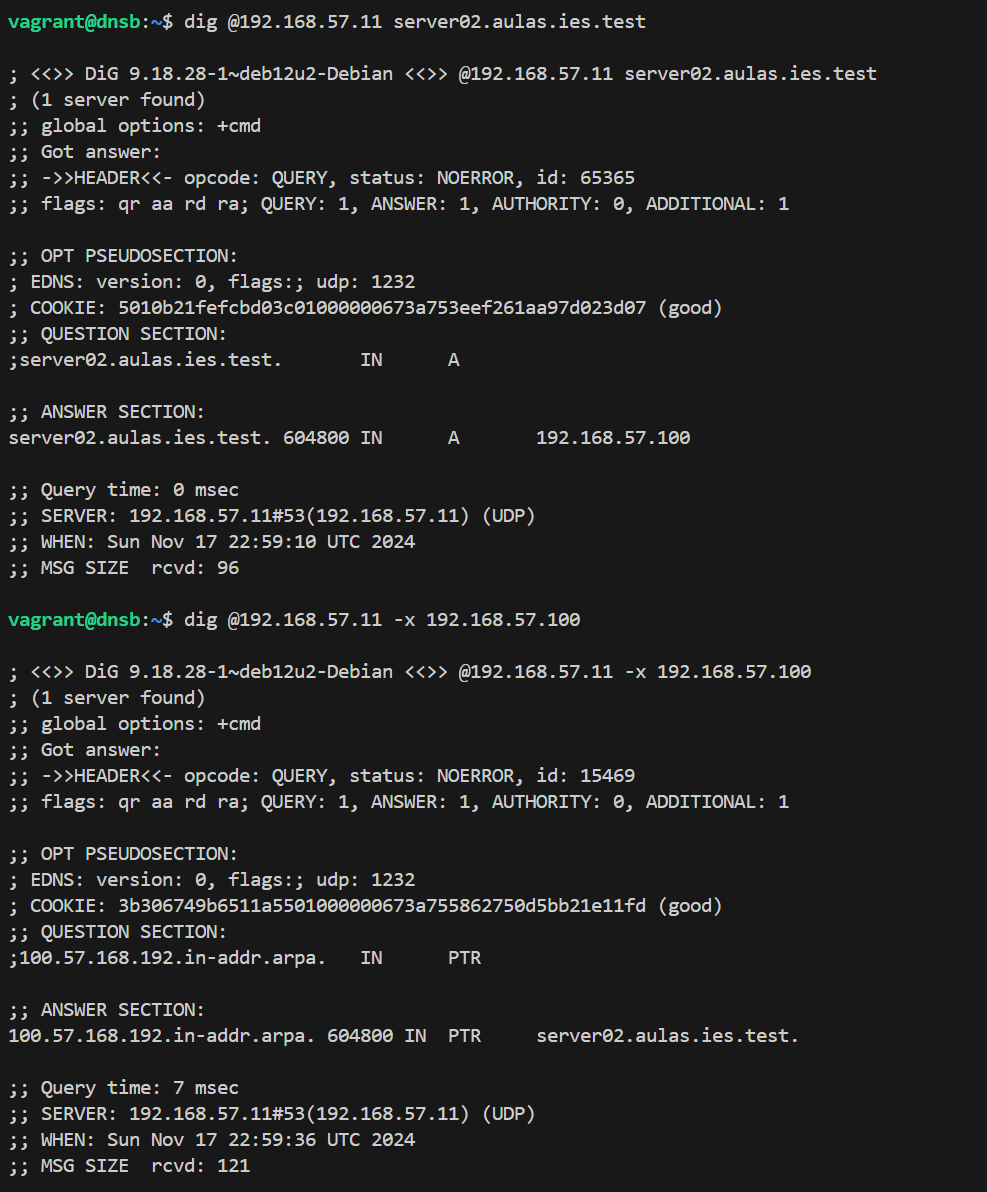 vagrant@dnsb:~$ dig @192.168.57.11 server02.aulas.ies.test
; <<>> DiG 9.18.28-1~deb12u2-Debian <<>> @192.168.57.11 server02.aulas.ies.test
; (1 server found)
;; global options: +cmd
;; Got answer:
;; ->>HEADER<<- opcode: QUERY, status: NOERROR, id: 65365
;; flags: qr aa rd ra; QUERY: 1, ANSWER: 1, AUTHORITY: 0, ADDITIONAL: 1
;; OPT PSEUDOSECTION:
; EDNS: version: 0, flags:; udp: 1232
; COOKIE: 5010b21fefcbd03c01000000673a753eef261aa97d023d07 (good)
;; QUESTION SECTION:
;server02.aulas.ies.test. IN A
;; ANSWER SECTION:
server02.aulas.ies.test. 604800 IN A 192.168.57.100
;; Query time: 0 msec
;; SERVER: 192.168.57.11#53(192.168.57.11) (UDP)
;; WHEN: Sun Nov 17 22:59:10 UTC 2024
;; MSG SIZE rcvd: 96
vagrant@dnsb:~$ dig @192.168.57.11 -x 192.168.57.100
; <<>> DiG 9.18.28-1~deb12u2-Debian <<>> @192.168.57.11 -x 192.168.57.100
; (1 server found)
;; global options: +cmd
;; Got answer:
;; ->>HEADER<<- opcode: QUERY, status: NOERROR, id: 15469
;; flags: qr aa rd ra; QUERY: 1, ANSWER: 1, AUTHORITY: 0, ADDITIONAL: 1
;; OPT PSEUDOSECTION:
; EDNS: version: 0, flags:; udp: 1232
; COOKIE: 3b306749b6511a5501000000673a755862750d5bb21e11fd (good)
;; QUESTION SECTION:
;100.57.168.192.in-addr.arpa. IN PTR
;; ANSWER SECTION:
100.57.168.192.in-addr.arpa. 604800 IN PTR server02.aulas.ies.test.
;; Query time: 7 msec
;; SERVER: 192.168.57.11#53(192.168.57.11) (UDP)
;; WHEN: Sun Nov 17 22:59:36 UTC 2024
;; MSG SIZE rcvd: 121